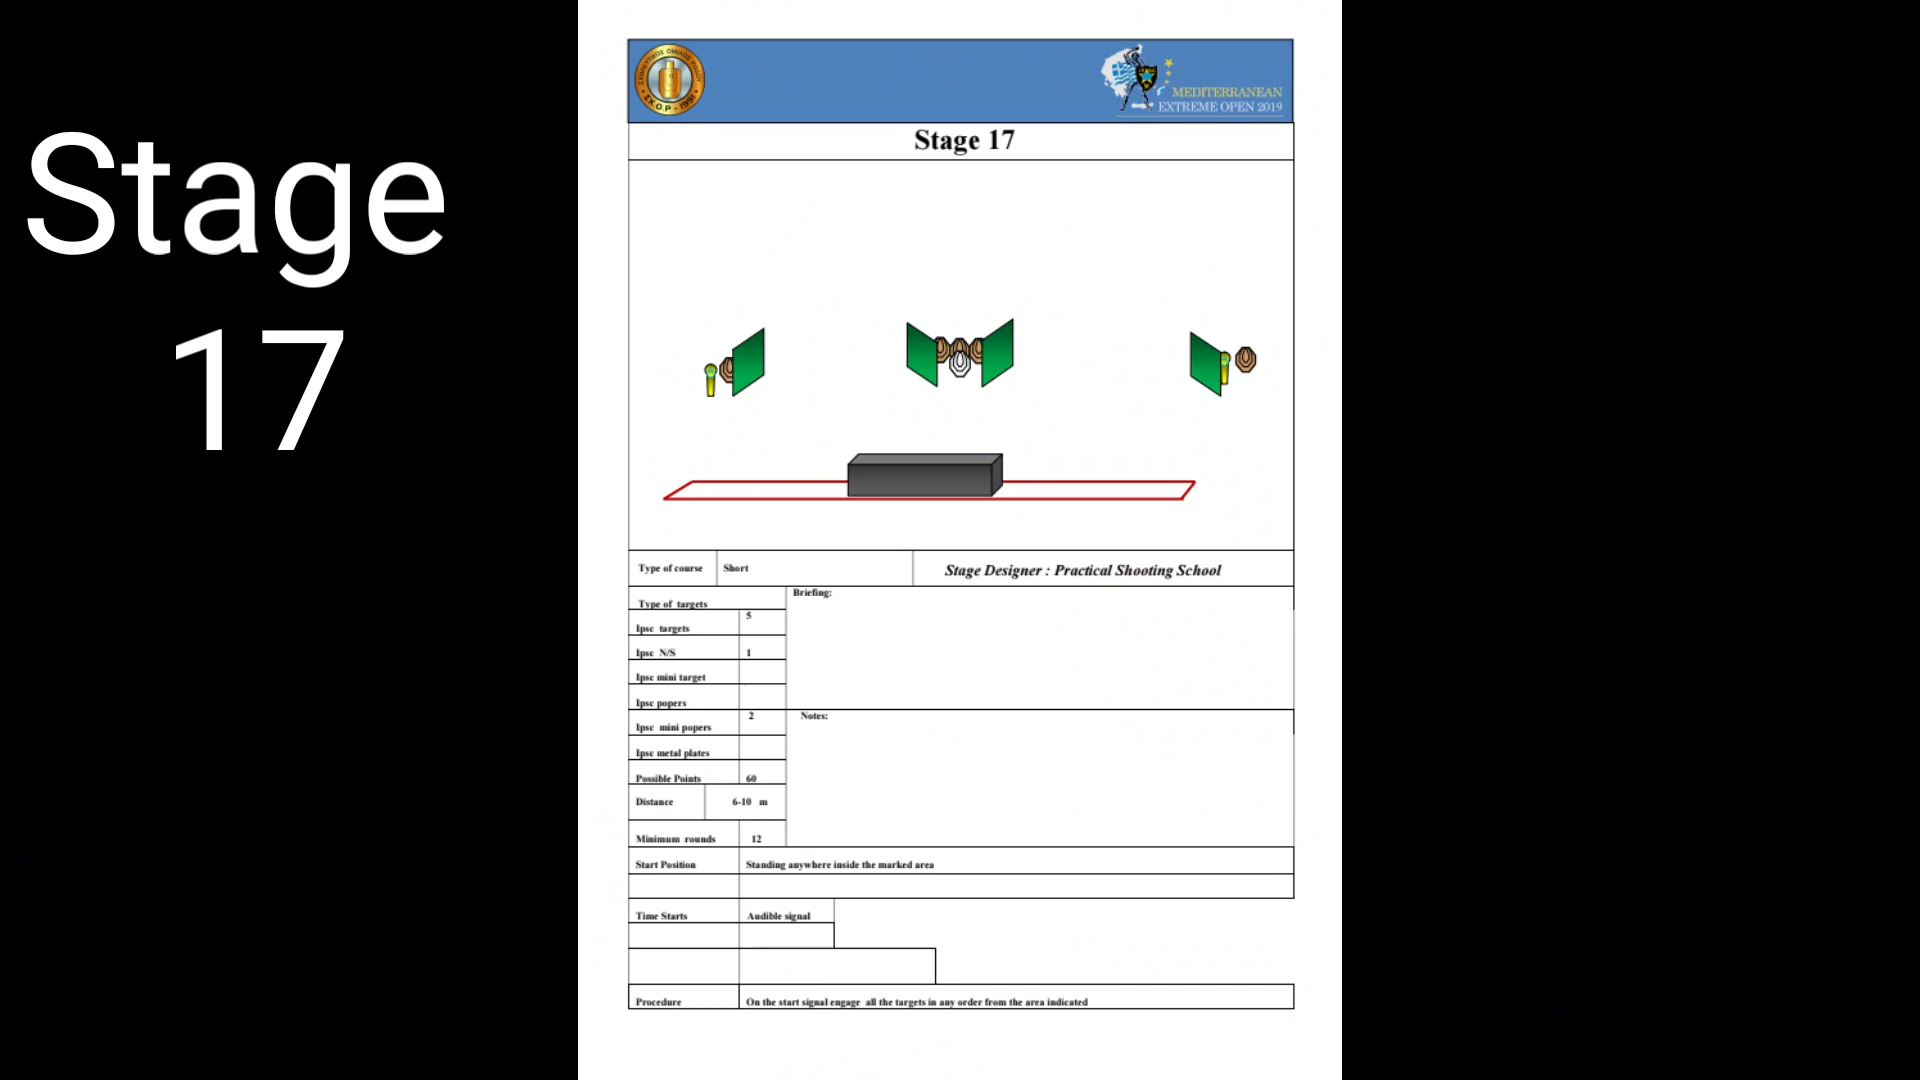 Stage
17
ΣΚΟΠΕΥΤΙΚΟΣ ΟΜΙΛΟΣ ΡΟΔΟΥ
Σ.Κ.Ο.Ρ - 1991
MEDITERRANEAN
EXTREME OPEN 2019
Stage 17
Type of course Short Stage Designer : Practical Shooting School
Type of targets Briefing:
Ipsc targets 5
Ipsc N/S 1
Ipsc mini target
Ipsc popers
Ipsc mini popers 2 Notes:
Ipsc metal plates
Possible Points 60
Distance 6-10 m
Minimum rounds 12
Start Position Standing anywhere inside the marked area
Time Starts Audible signal
Procedure On the start signal engage all the targets in any order from the area indicated